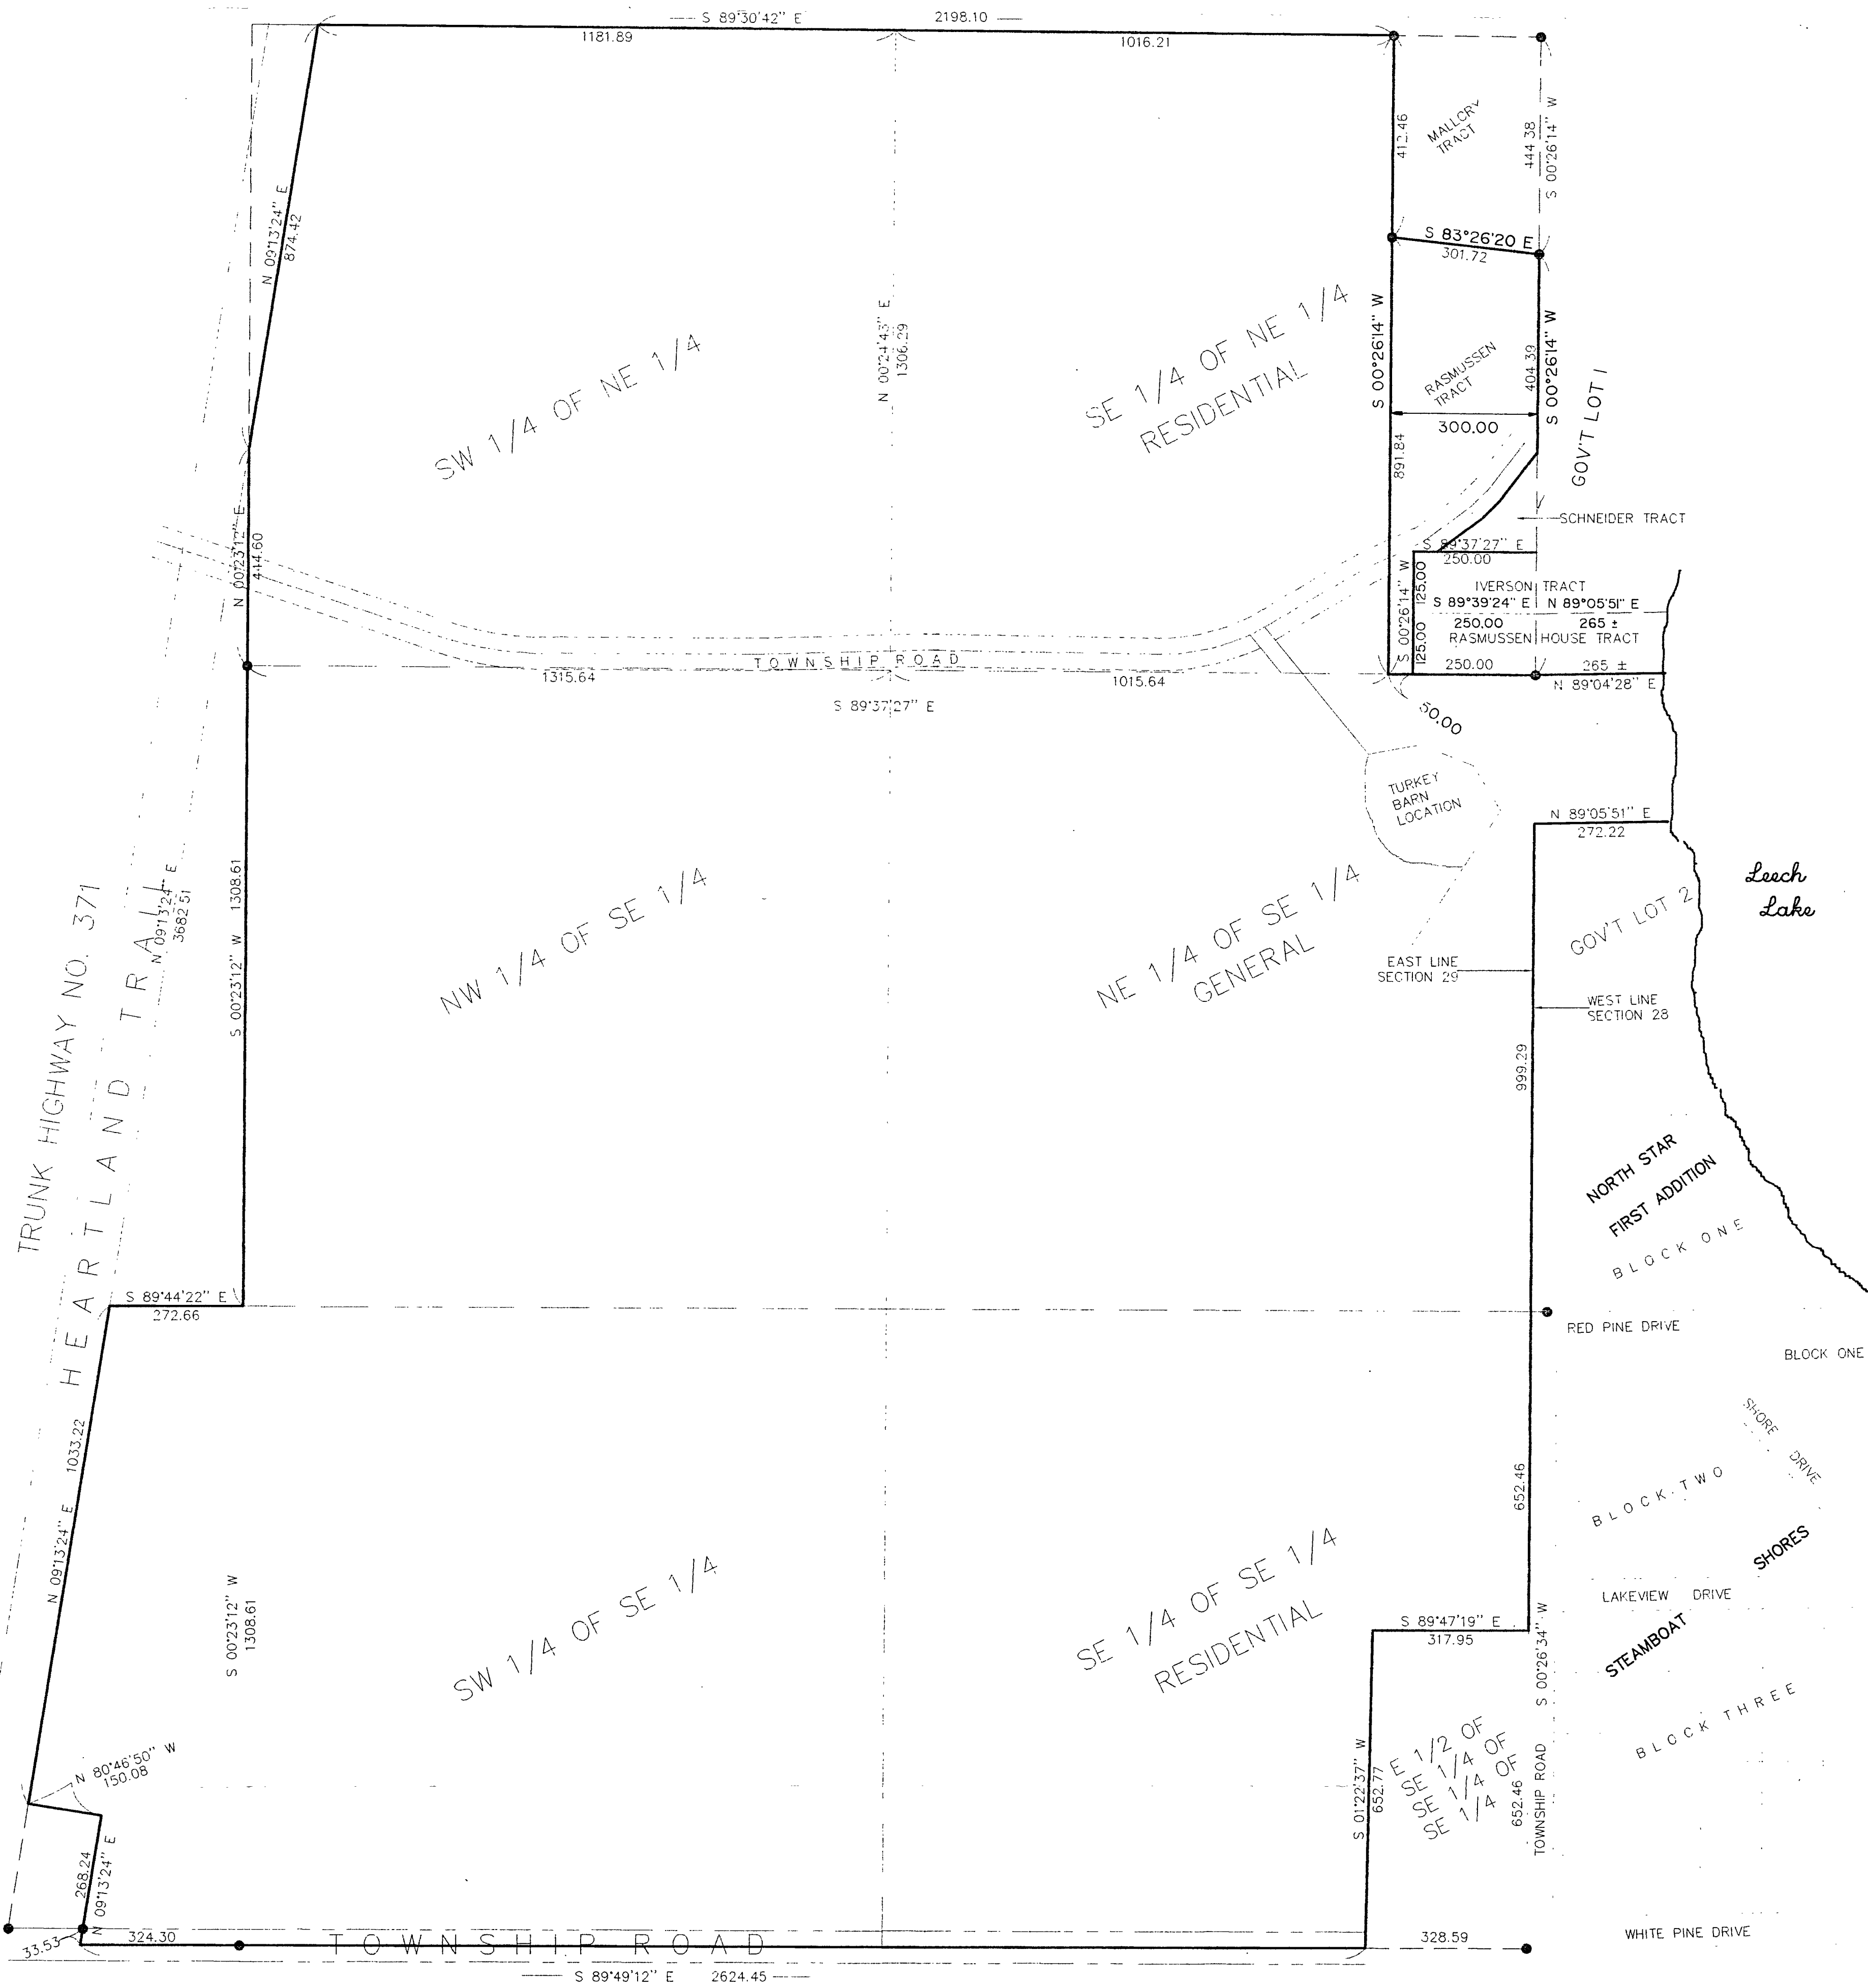 S 89°30'42" E 2198.10
1181.89
1016.21
412.46
TRACT
444.38
S 00°26'14" W
N 09°13'24" E
874.42
S 83°26'20 E
301.72
N 00°24'43" E
1306.29
SW 1/4 OF NE 1/4
SE 1/4 OF NE 1/4
RESIDENTIAL
S 00°26'14" W
891.84
RASMUSSEN
TRACT
404.39
S 00°26'14" W
300.00
GOV'T LOT 1
SCHNEIDER TRACT
N 00°23'12" E
S 89°37'27" E
250.00
S 00°26'14" W
125.00
125.00
IVERSON TRACT
S 89°39'24" E N 89°05'51" E
250.00 265 ±
RASMUSSEN HOUSE TRACT
250.00 265 ±
N 89°04'28" E
50.00
TOWNSHIP ROAD
1315.64
1015.64
S 89°37'27" E
TURKEY
BARN
LOCATION
N 89°05'51" E
272.22
Leech
Lake
GOV'T LOT 2
S 00°23'12" W 1308.61
N 09°13'24" E
3682.51
TRUNK HIGHWAY NO. 371
HEARTLAND TRAIL
NW 1/4 OF SE 1/4
NE 1/4 OF SE 1/4
GENERAL
EAST LINE
SECTION 29
WEST LINE
SECTION 28
999.29
NORTH STAR
FIRST ADDITION
BLOCK ONE
S 89°44'22" E
272.66
RED PINE DRIVE
BLOCK ONE
SHORE DRIVE
N 09°13'24" E 1033.22
652.46
BLOCK TWO
SHORES
LAKEVIEW DRIVE
STEAMBOAT
BLOCK THREE
S 00°23'12" W
1308.61
SW 1/4 OF SE 1/4
SE 1/4 OF SE 1/4
RESIDENTIAL
S 89°47'19" E
317.95
S 00°26'34" W
TOWNSHIP ROAD
S 01°22'37" W
652.77
E 1/2 OF
SE 1/4 OF
SE 1/4 OF
SE 1/4
652.46
N 80°46'50" W
150.08
268.24
N 09°13'24" E
33.53
324.30
TOWNSHIP ROAD
328.59
WHITE PINE DRIVE
S 89°49'12" E 2624.45